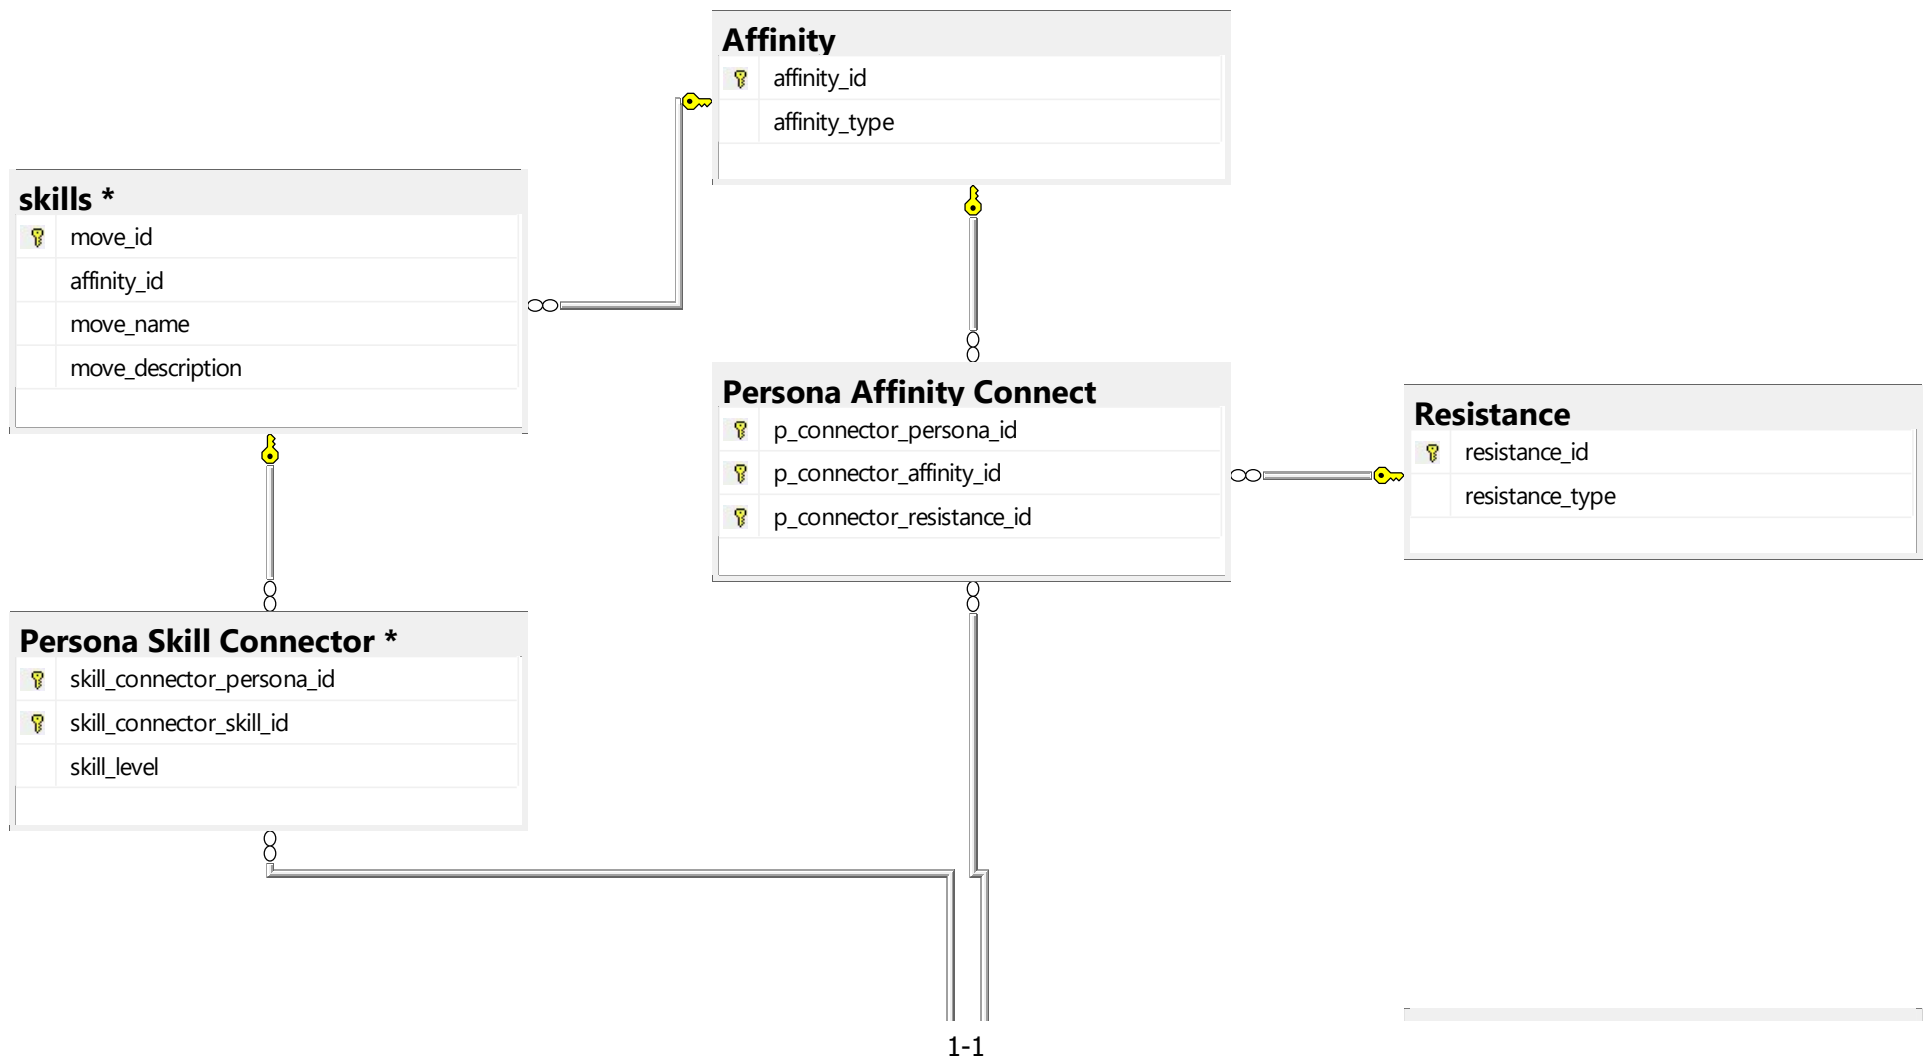 Affinity
affinity_id
affinity_type
skills *
move_id
affinity_id
move_name
move_description
Persona Affinity Connect
p_connector_persona_id
p_connector_affinity_id
p_connector_resistance_id
Resistance
resistance_id
resistance_type
Persona Skill Connector *
skill_connector_persona_id
skill_connector_skill_id
skill_level
1-1